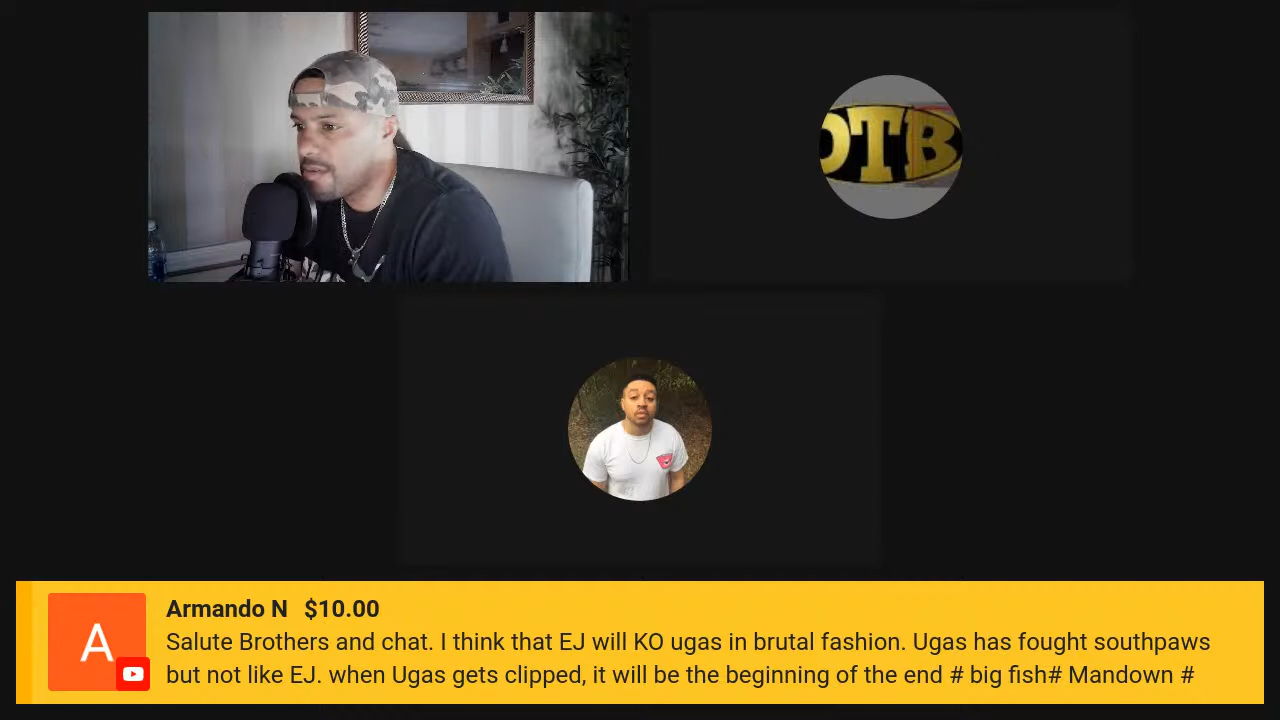 OTB
A
Armando N $10.00
Salute Brothers and chat. I think that EJ will KO ugas in brutal fashion. Ugas has fought southpaws
but not like EJ. when Ugas gets clipped, it will be the beginning of the end # big fish# Mandown #